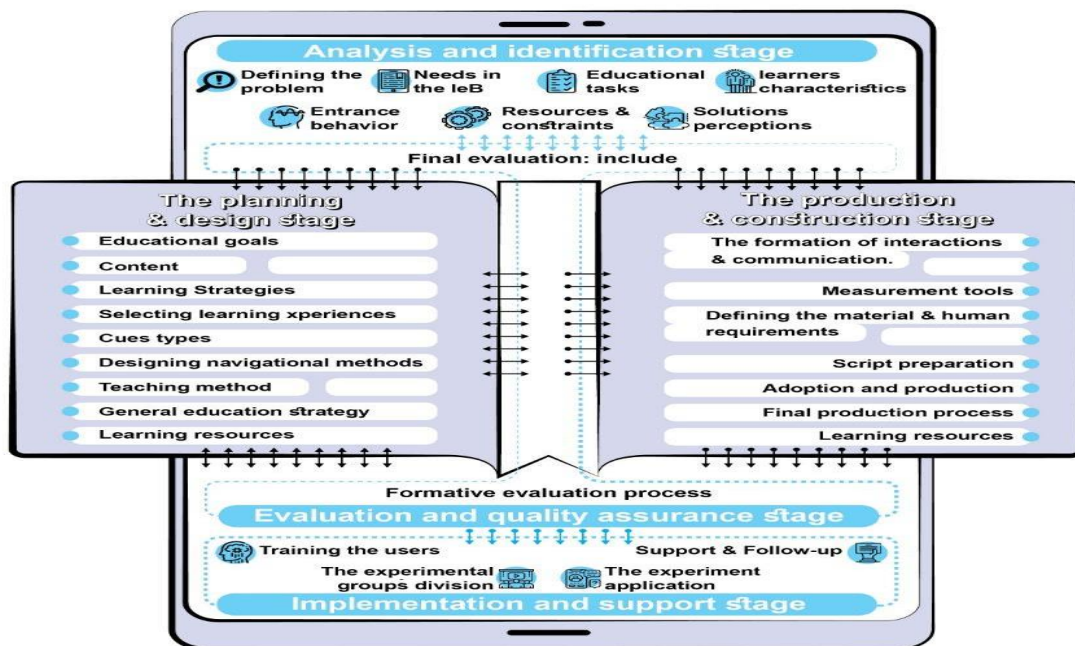 Analysis and identification stage
Defining the
problem
Needs in
the IeB
Educational
tasks
learners
characteristics
Entrance
behavior
Resources &
constraints
Solutions
perceptions
Final evaluation: include
The planning
& design stage
Educational goals
Content
Learning Strategies
Selecting learning xperiences
Cues types
Designing navigational methods
Teaching method
General education strategy
Learning resources
The production
& construction stage
The formation of interactions
& communication.
Measurement tools
Defining the material & human
requirements
Script preparation
Adoption and production
Final production process
Learning resources
Formative evaluation process
Evaluation and quality assurance stage
Training the users
Support & Follow-up
The experimental
groups division
The experiment
application
Implementation and support stage